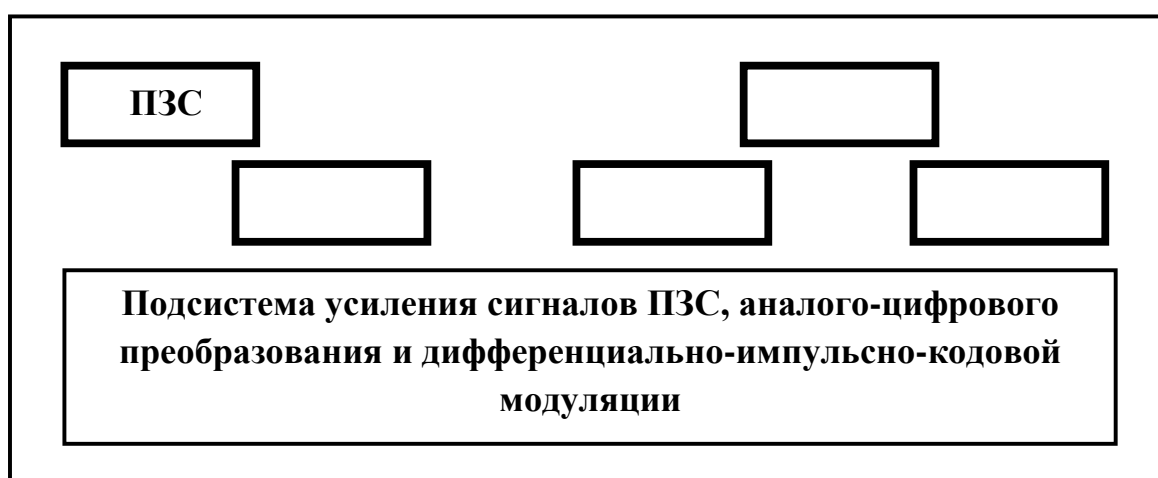 ПЗС
Подсистема усиления сигналов ПЗС, аналого-цифрового
преобразования и дифференциально-импульсно-кодовой
модуляции